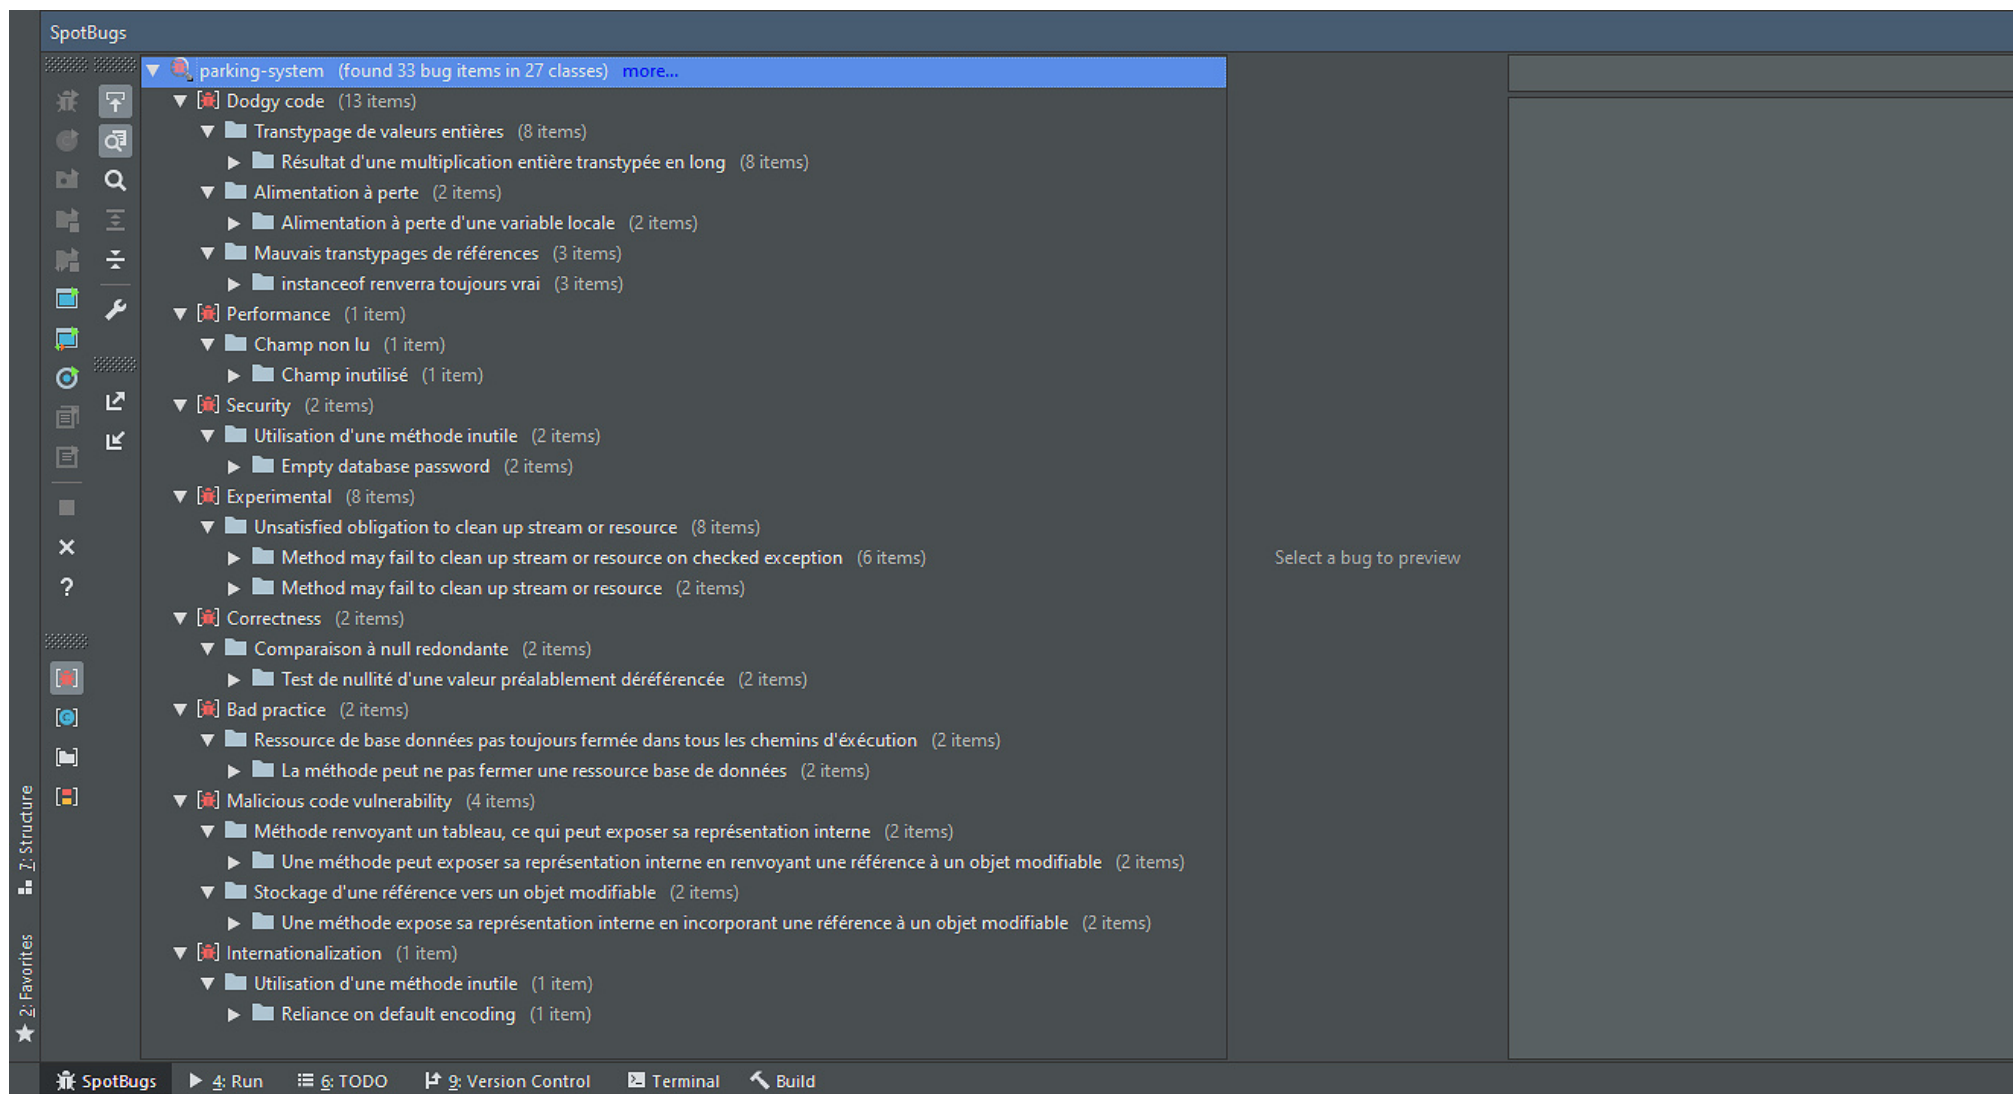 SpotBugs
parking-system (found 33 bug items in 27 classes) more...
Dodgy code (13 items)
Transtypage de valeurs entières (8 items)
Résultat d'une multiplication entière transtypée en long (8 items)
Alimentation à perte (2 items)
Alimentation à perte d'une variable locale (2 items)
Mauvais transtypages de références (3 items)
instanceof renverra toujours vrai (3 items)
Performance (1 item)
Champ non lu (1 item)
Champ inutilisé (1 item)
Security (2 items)
Utilisation d'une méthode inutile (2 items)
Empty database password (2 items)
Experimental (8 items)
Unsatisfied obligation to clean up stream or resource (8 items)
Method may fail to clean up stream or resource on checked exception (6 items)
Method may fail to clean up stream or resource (2 items)
Correctness (2 items)
Comparaison à null redondante (2 items)
Test de nullité d'une valeur préalablement déréférencée (2 items)
Bad practice (2 items)
Ressource de base données pas toujours fermée dans tous les chemins d'éxécution (2 items)
La méthode peut ne pas fermer une ressource base de données (2 items)
Malicious code vulnerability (4 items)
Méthode renvoyant un tableau, ce qui peut exposer sa représentation interne (2 items)
Une méthode peut exposer sa représentation interne en renvoyant une référence à un objet modifiable (2 items)
Stockage d'une référence vers un objet modifiable (2 items)
Une méthode expose sa représentation interne en incorporant une référence à un objet modifiable (2 items)
Internationalization (1 item)
Utilisation d'une méthode inutile (1 item)
Reliance on default encoding (1 item)
Select a bug to preview
7: Structure
2: Favorites
SpotBugs 4: Run 6: TODO 9: Version Control Terminal Build